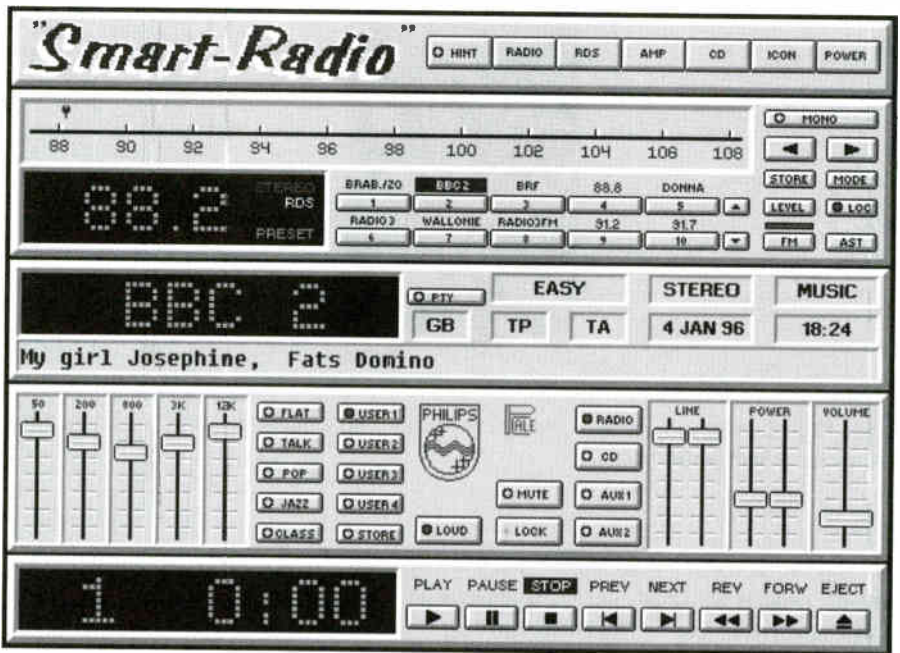 "Smart-Radio"
HINT RADIO RDS AMP CD ICON POWER
MONO
88 90 92 94 96 98 100 102 104 106 108
88.2
STEREO
RDS
PRESET
BRAB./20 BBC2 BRF 88.8 DONNA
1 2 3 4 5
RADIO3 WALLONIE RADIO3FM 91.2 91.7
6 7 8 9 10
STORE MODE
LEVEL LOC
FM AST
BBC 2
PTY EASY STEREO MUSIC
GB TP TA 4 JAN 96 18:24
My girl Josephine, Fats Domino
50 200 800 3K 12K
FLAT USER1
TALK USER2
POP USER3
JAZZ USER4
CLASS STORE
PHILIPS
LOUD
MUTE
LOCK
RADIO
CD
AUX1
AUX2
LINE POWER VOLUME
1 0:00
PLAY PAUSE STOP PREV NEXT REV FORW EJECT